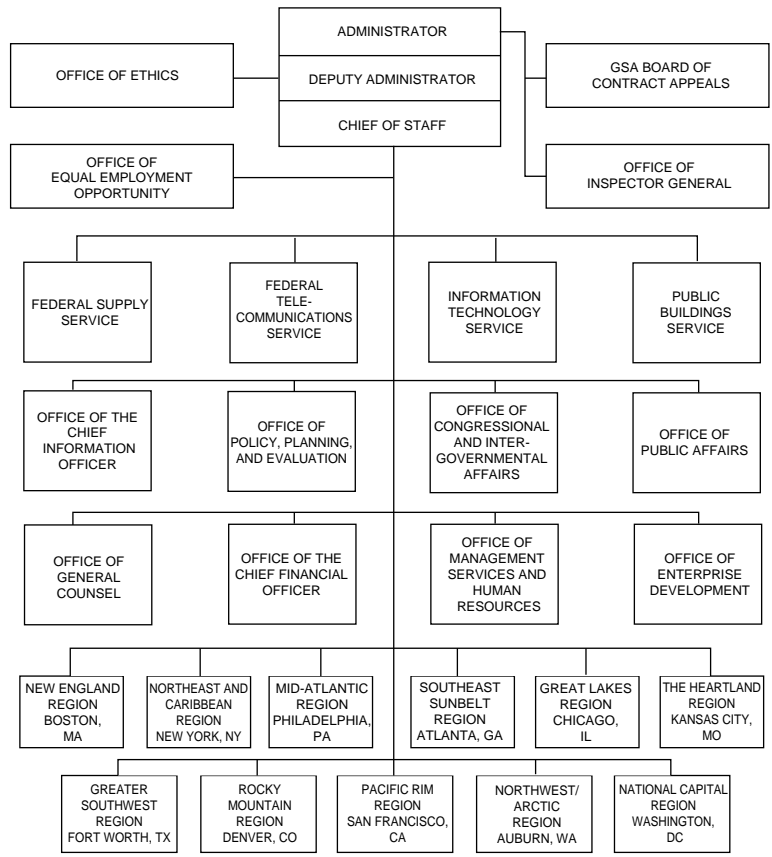 ADMINISTRATOR
OFFICE OF ETHICS
DEPUTY ADMINISTRATOR
GSA BOARD OF
CONTRACT APPEALS
CHIEF OF STAFF
OFFICE OF
EQUAL EMPLOYMENT
OPPORTUNITY
OFFICE OF
INSPECTOR GENERAL
FEDERAL SUPPLY
SERVICE
FEDERAL
TELE-
COMMUNICATIONS
SERVICE
INFORMATION
TECHNOLOGY
SERVICE
PUBLIC
BUILDINGS
SERVICE
OFFICE OF THE
CHIEF
INFORMATION
OFFICER
OFFICE OF
POLICY, PLANNING,
AND EVALUATION
OFFICE OF
CONGRESSIONAL
AND INTER-
GOVERNMENTAL
AFFAIRS
OFFICE OF
PUBLIC AFFAIRS
OFFICE OF
GENERAL
COUNSEL
OFFICE OF THE
CHIEF FINANCIAL
OFFICER
OFFICE OF
MANAGEMENT
SERVICES AND
HUMAN
RESOURCES
OFFICE OF
ENTERPRISE
DEVELOPMENT
NEW ENGLAND
REGION
BOSTON,
MA
NORTHEAST AND
CARIBBEAN
REGION
NEW YORK, NY
MID-ATLANTIC
REGION
PHILADELPHIA,
PA
SOUTHEAST
SUNBELT
REGION
ATLANTA, GA
GREAT LAKES
REGION
CHICAGO,
IL
THE HEARTLAND
REGION
KANSAS CITY,
MO
GREATER
SOUTHWEST
REGION
FORT WORTH, TX
ROCKY
MOUNTAIN
REGION
DENVER, CO
PACIFIC RIM
REGION
SAN FRANCISCO,
CA
NORTHWEST/
ARCTIC
REGION
AUBURN, WA
NATIONAL CAPITAL
REGION
WASHINGTON,
DC